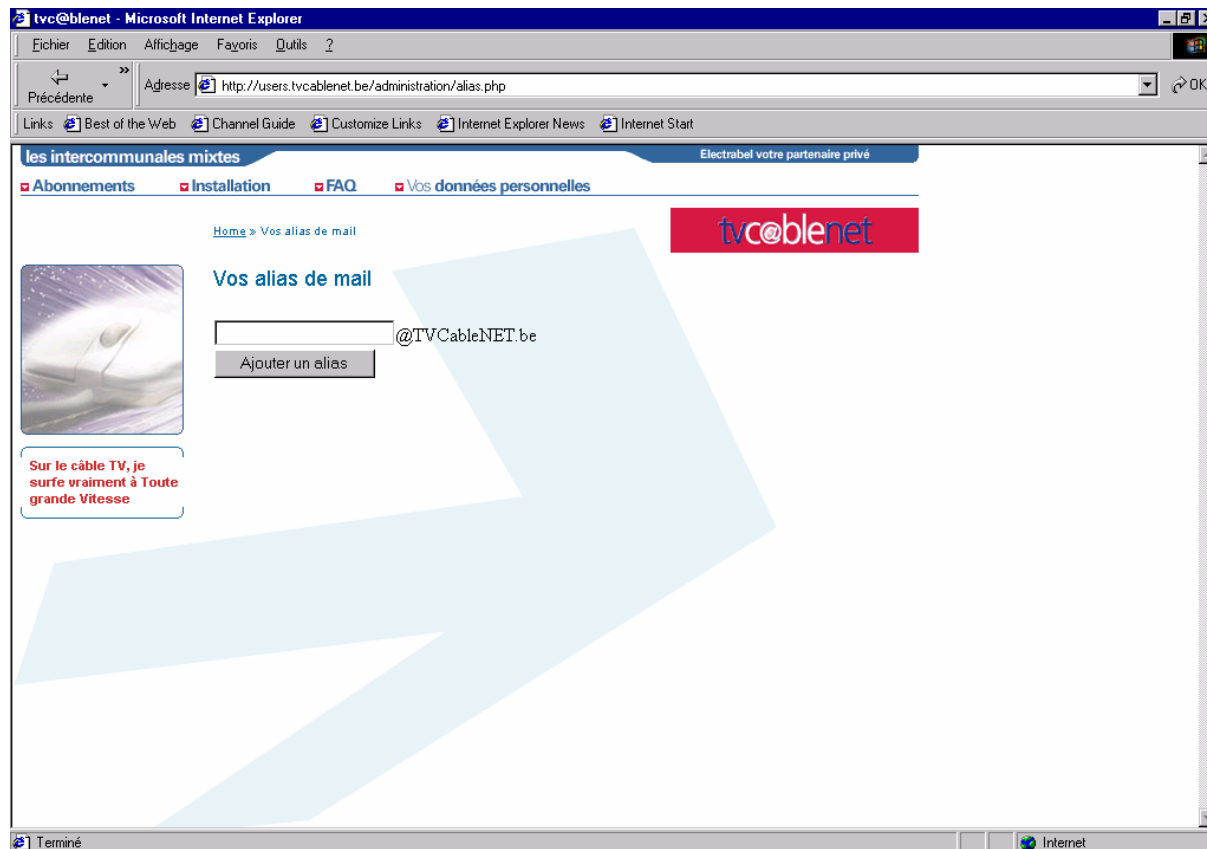 tvc@blenet - Microsoft Internet Explorer
Fichier Edition Affichage Favoris Outils ?
Précédente » Adresse http://users.tvcablenet.be/administration/alias.php OK
Links Best of the Web Channel Guide Customize Links Internet Explorer News Internet Start
les intercommunales mixtes Electrabel votre partenaire privé
Abonnements Installation FAQ Vos données personnelles
tvc@blenet
Home » Vos alias de mail
Vos alias de mail
@TVCableNET.be
Ajouter un alias
Sur le câble TV, je
surfe vraiment à Toute
grande Vitesse
Terminé Internet